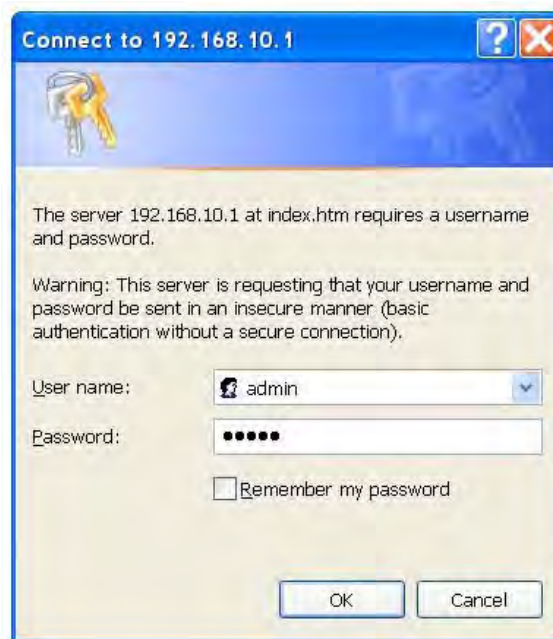 Connect to 192.168.10.1
The server 192.168.10.1 at index.htm requires a username
and password.
Warning: This server is requesting that your username and
password be sent in an insecure manner (basic
authentication without a secure connection).
User name: admin
Password: •••••
Remember my password
OK Cancel